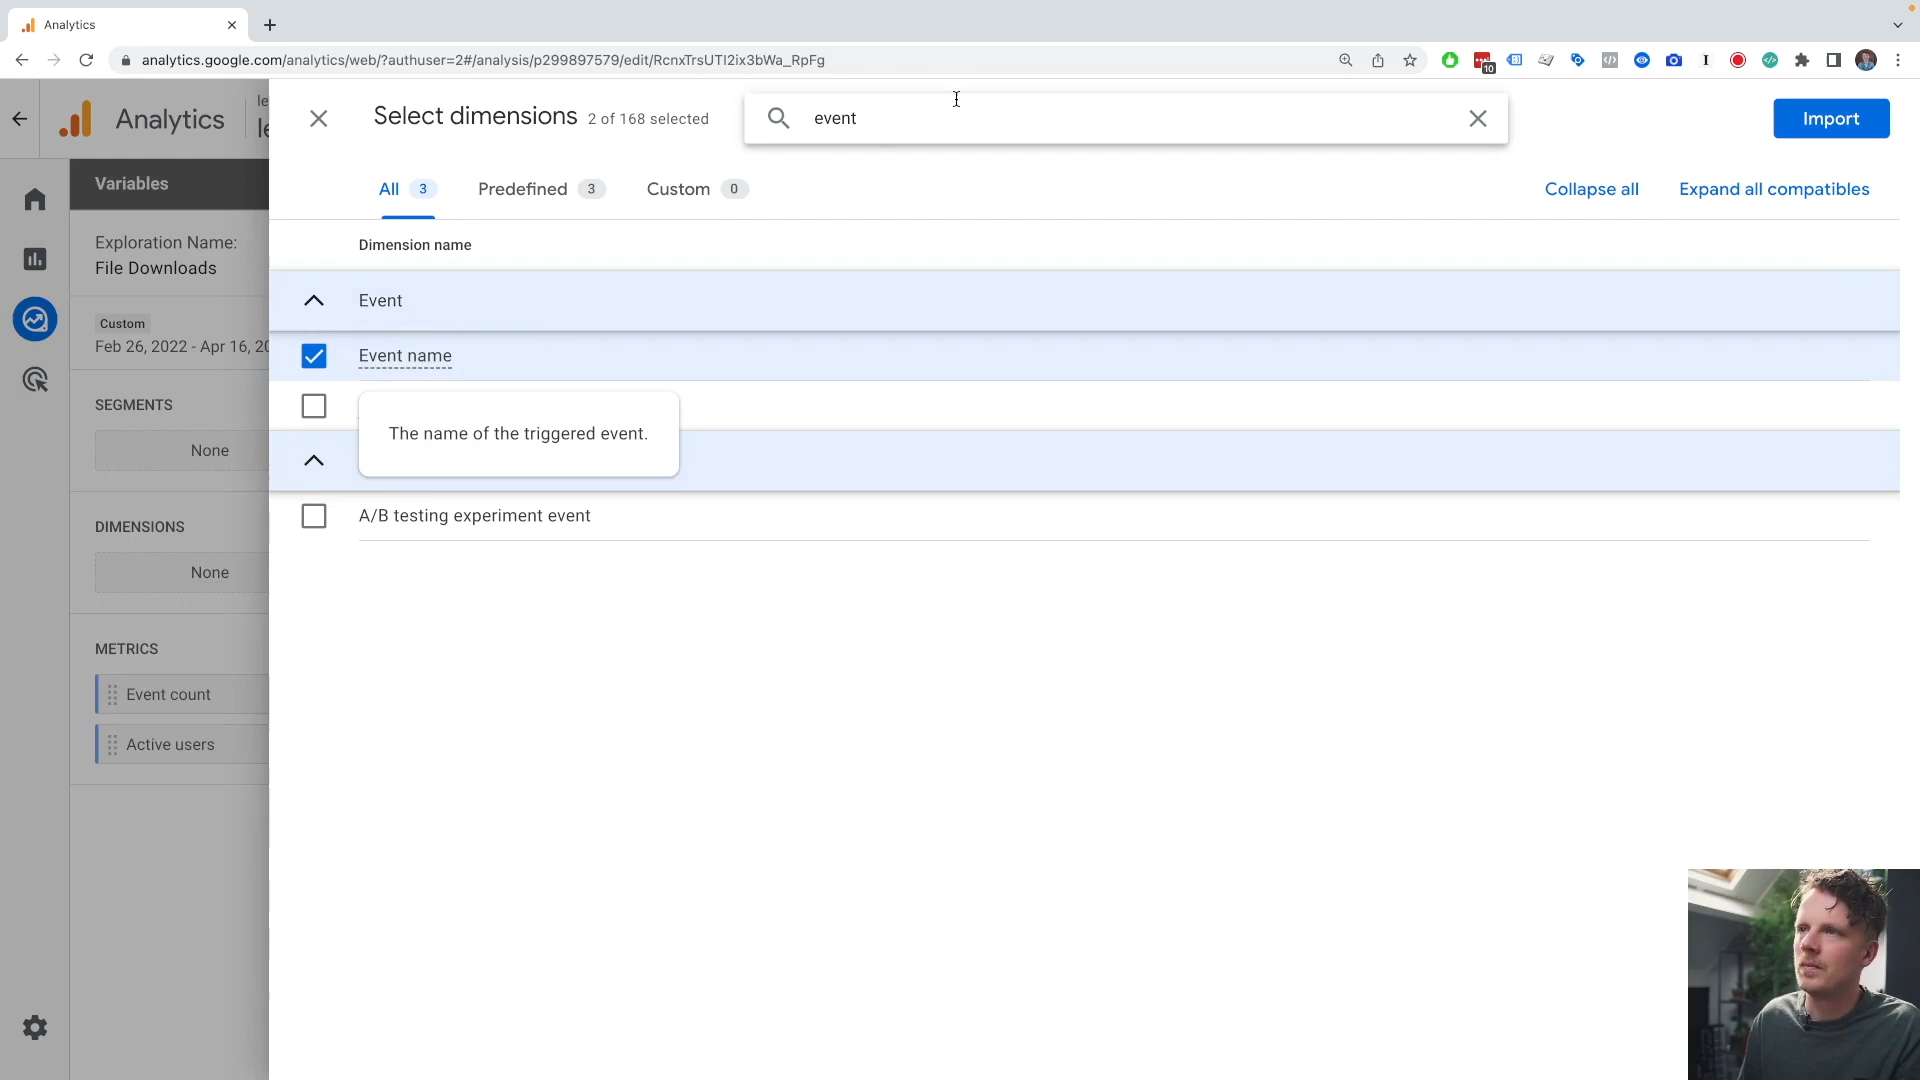 Analytics
analytics.google.com/analytics/web/?authuser=2#/analysis/p299897579/edit/RcnxTrsUTI2ix3bWa_RpFg
10
Analytics
le
le
Select dimensions 2 of 168 selected
event
Import
All 3
Predefined 3
Custom 0
Collapse all
Expand all compatibles
Variables
Exploration Name:
File Downloads
Custom
Feb 26, 2022 - Apr 16, 20
SEGMENTS
None
DIMENSIONS
None
METRICS
Event count
Active users
Dimension name
Event
Event name
The name of the triggered event.
A/B testing experiment event